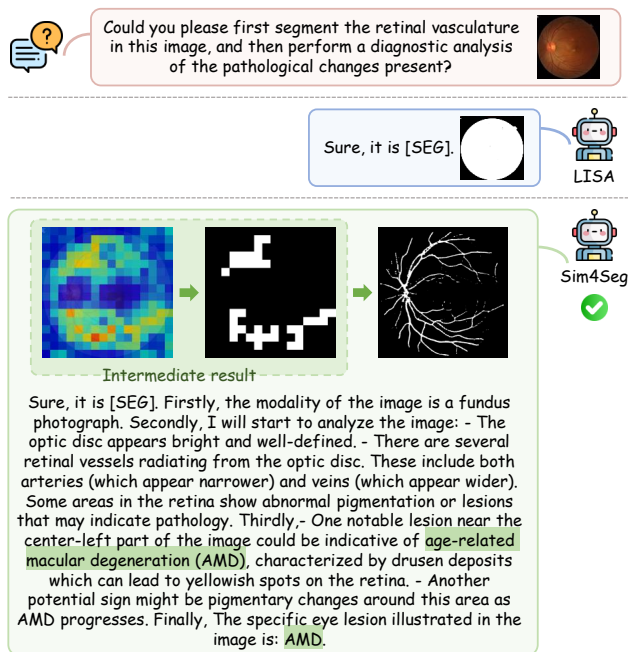 Could you please first segment the retinal vasculature
in this image, and then perform a diagnostic analysis
of the pathological changes present?
Sure, it is [SEG].
LISA
Sim4Seg
Intermediate result
Sure, it is [SEG]. Firstly, the modality of the image is a fundus
photograph. Secondly, I will start to analyze the image: - The
optic disc appears bright and well-defined. - There are several
retinal vessels radiating from the optic disc. These include both
arteries (which appear narrower) and veins (which appear wider).
Some areas in the retina show abnormal pigmentation or lesions
that may indicate pathology. Thirdly,- One notable lesion near the
center-left part of the image could be indicative of age-related
macular degeneration (AMD), characterized by drusen deposits
which can lead to yellowish spots on the retina. - Another
potential sign might be pigmentary changes around this area as
AMD progresses. Finally, The specific eye lesion illustrated in the
image is: AMD.